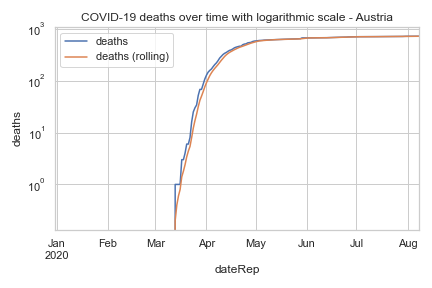 COVID-19 deaths over time with logarithmic scale - Austria
deaths
deaths (rolling)
10³
10²
10¹
10⁰
deaths
Jan Feb Mar Apr May Jun Jul Aug
2020
dateRep